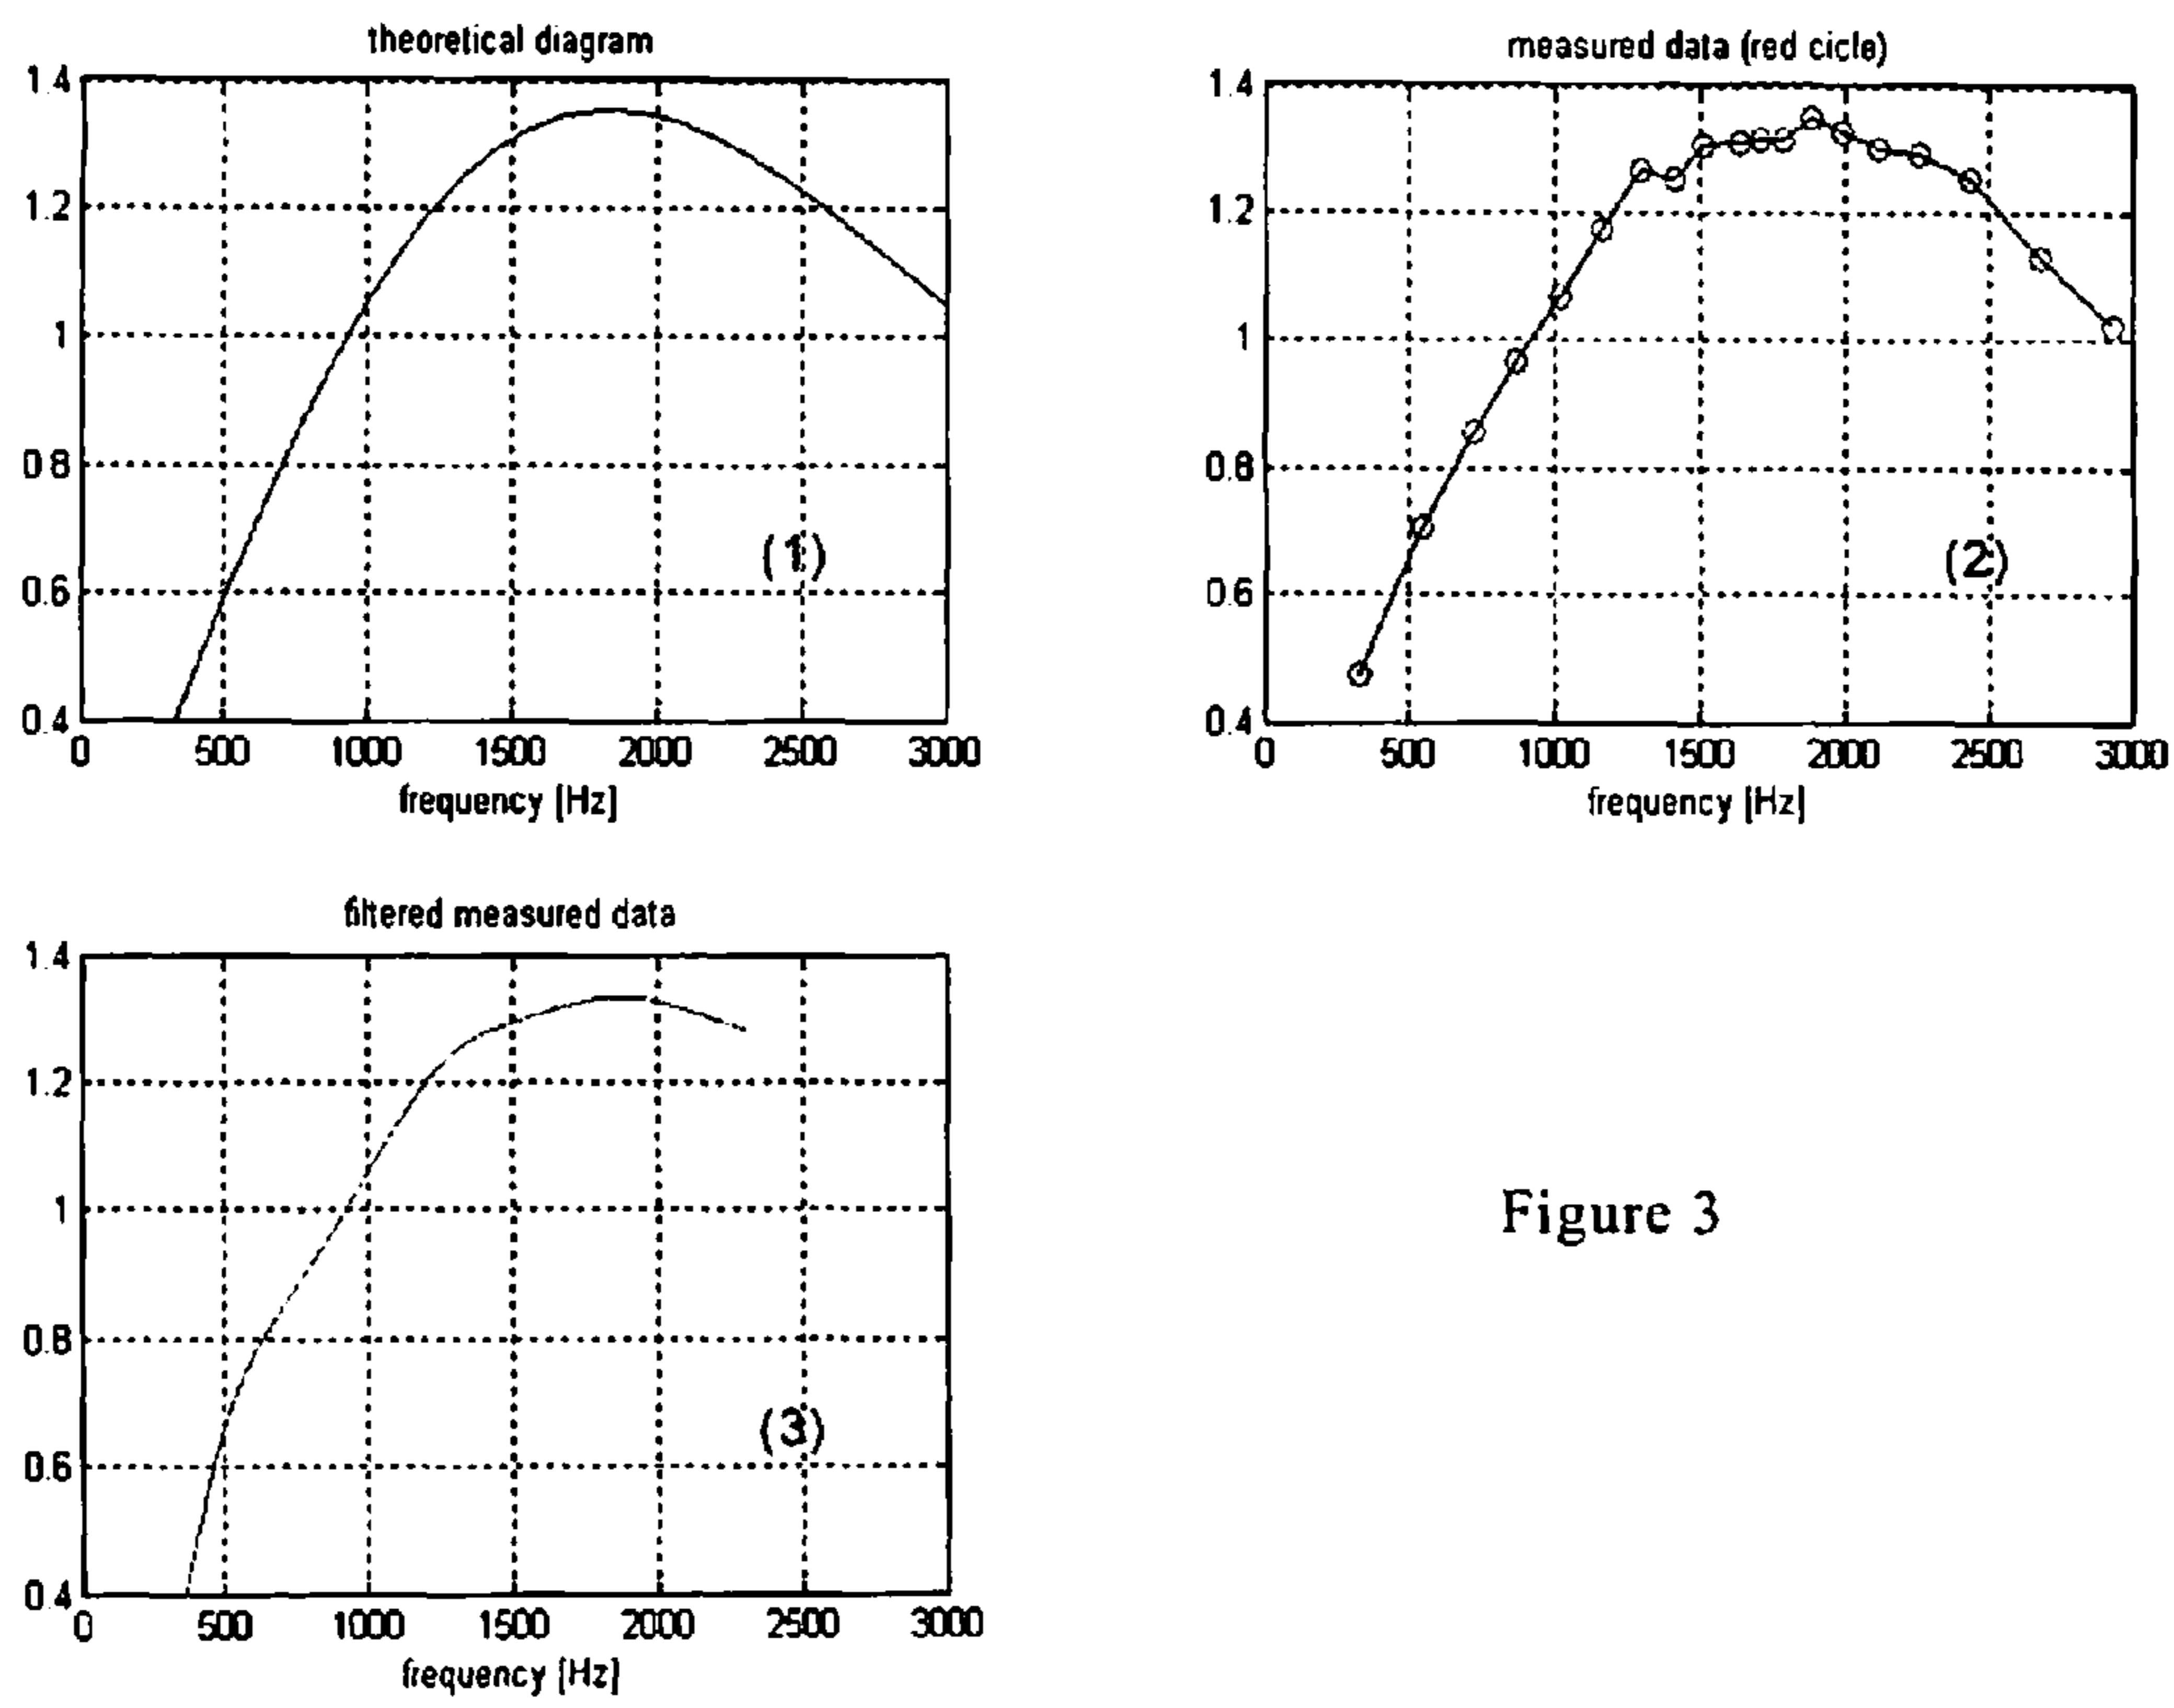 theoretical diagram
1.4
1.2
1
0.8
0.6
0.4
0 500 1000 1500 2000 2500 3000
frequency [Hz]
(1)
measured data (red cicle)
1.4
1.2
1
0.8
0.6
0.4
0 500 1000 1500 2000 2500 3000
frequency [Hz]
(2)
filtered measured data
1.4
1.2
1
0.8
0.6
0.4
0 500 1000 1500 2000 2500 3000
frequency [Hz]
(3)
Figure 3